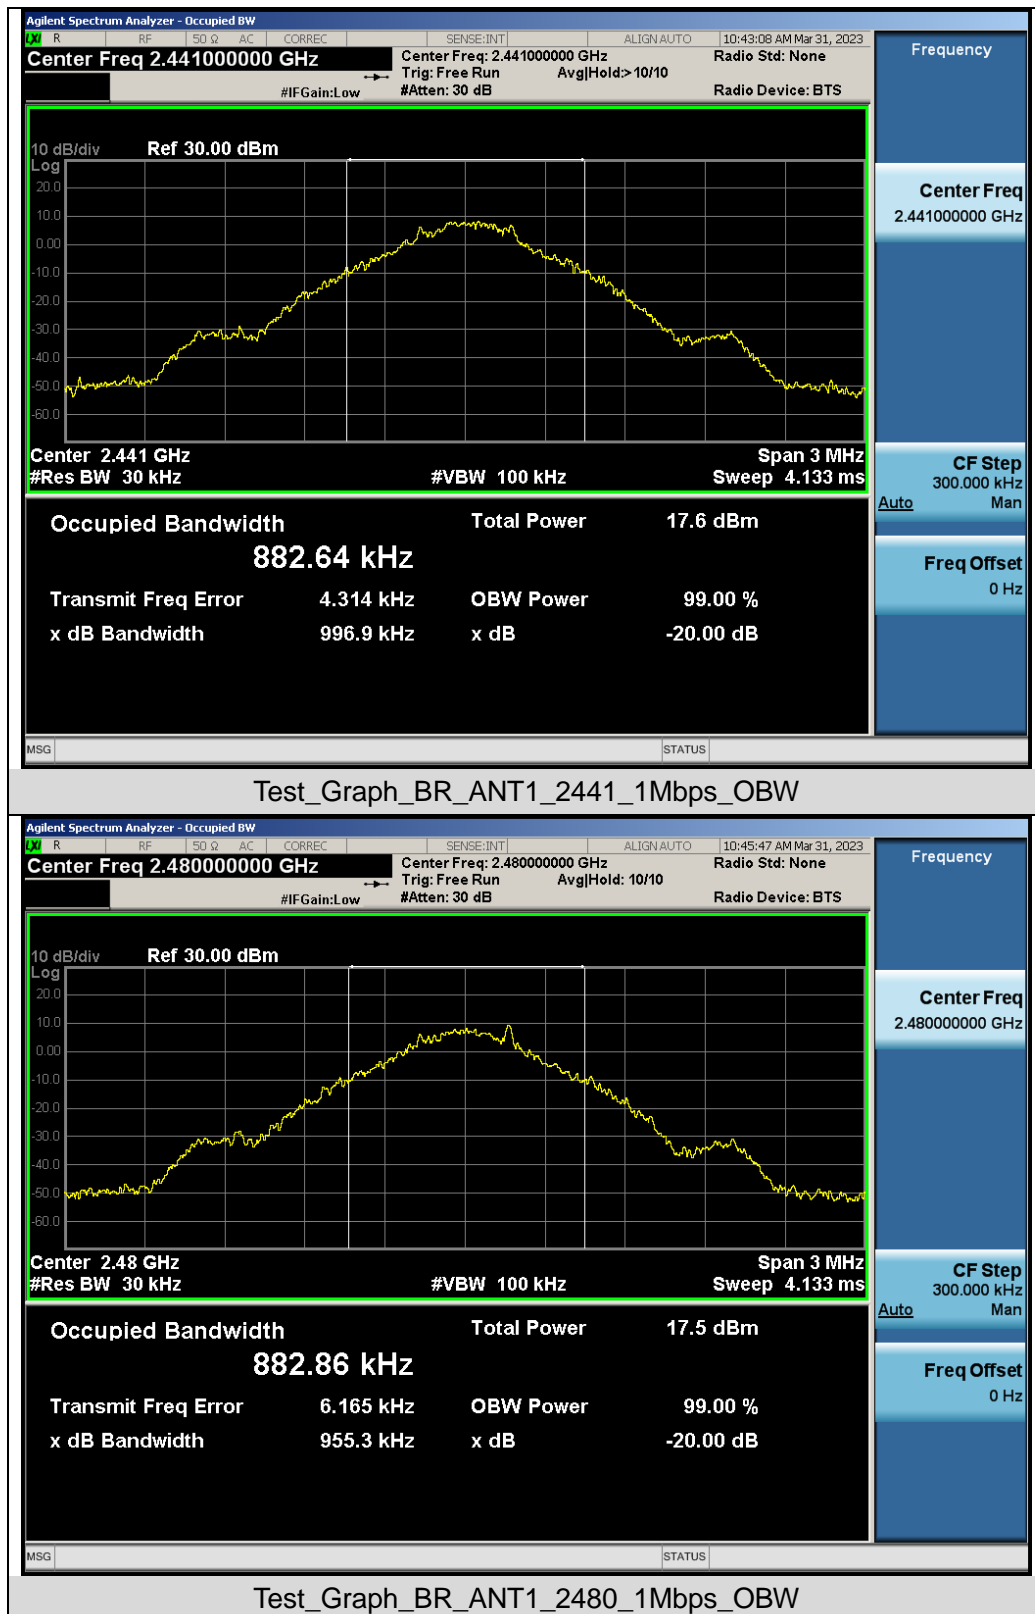 Agilent Spectrum Analyzer - Occupied BW
LXI R RF 50 Ω AC CORREC SENSE:INT ALIGN AUTO 10:43:08 AM Mar 31, 2023
Center Freq 2.441000000 GHz Center Freq: 2.441000000 GHz Radio Std: None Frequency
Trig: Free Run Avg|Hold:> 10/10
#IFGain:Low #Atten: 30 dB Radio Device: BTS
10 dB/div Ref 30.00 dBm
Log
20.0
10.0
0.00
-10.0
-20.0
-30.0
-40.0
-50.0
-60.0
Center Freq
2.441000000 GHz
Center 2.441 GHz Span 3 MHz
#Res BW 30 kHz #VBW 100 kHz Sweep 4.133 ms
CF Step
300.000 kHz
Auto Man
Occupied Bandwidth Total Power 17.6 dBm
882.64 kHz
Freq Offset
0 Hz
Transmit Freq Error 4.314 kHz OBW Power 99.00 %
x dB Bandwidth 996.9 kHz x dB -20.00 dB
MSG STATUS
Test_Graph_BR_ANT1_2441_1Mbps_OBW
Agilent Spectrum Analyzer - Occupied BW
LXI R RF 50 Ω AC CORREC SENSE:INT ALIGN AUTO 10:45:47 AM Mar 31, 2023
Center Freq 2.480000000 GHz Center Freq: 2.480000000 GHz Radio Std: None Frequency
Trig: Free Run Avg|Hold: 10/10
#IFGain:Low #Atten: 30 dB Radio Device: BTS
10 dB/div Ref 30.00 dBm
Log
20.0
10.0
0.00
-10.0
-20.0
-30.0
-40.0
-50.0
-60.0
Center Freq
2.480000000 GHz
Center 2.48 GHz Span 3 MHz
#Res BW 30 kHz #VBW 100 kHz Sweep 4.133 ms
CF Step
300.000 kHz
Auto Man
Occupied Bandwidth Total Power 17.5 dBm
882.86 kHz
Freq Offset
0 Hz
Transmit Freq Error 6.165 kHz OBW Power 99.00 %
x dB Bandwidth 955.3 kHz x dB -20.00 dB
MSG STATUS
Test_Graph_BR_ANT1_2480_1Mbps_OBW